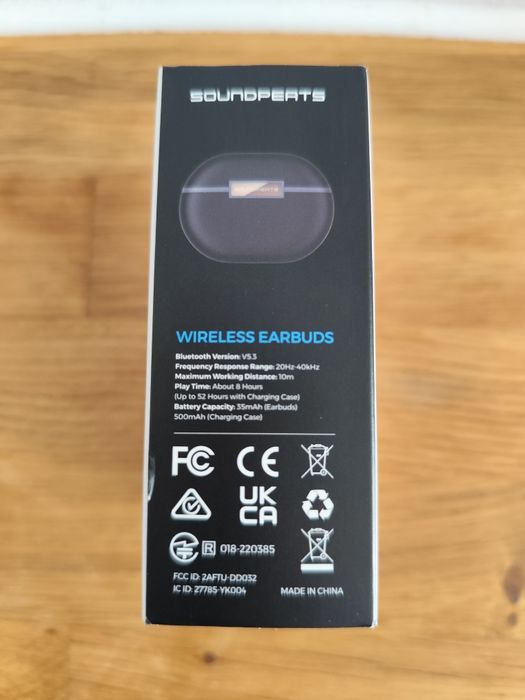 SOUNDPEATS
SOUNDPEATS
WIRELESS EARBUDS
Bluetooth Version: V5.3
Frequency Response Range: 20Hz-40kHz
Maximum Working Distance: 10m
Play Time: About 8 Hours
(Up to 52 Hours with Charging Case)
Battery Capacity: 35mAh (Earbuds)
500mAh (Charging Case)
FC CE
UK
CA
R 018-220385
FCC ID: 2AFTU-DD032
IC ID: 27785-YK004 MADE IN CHINA